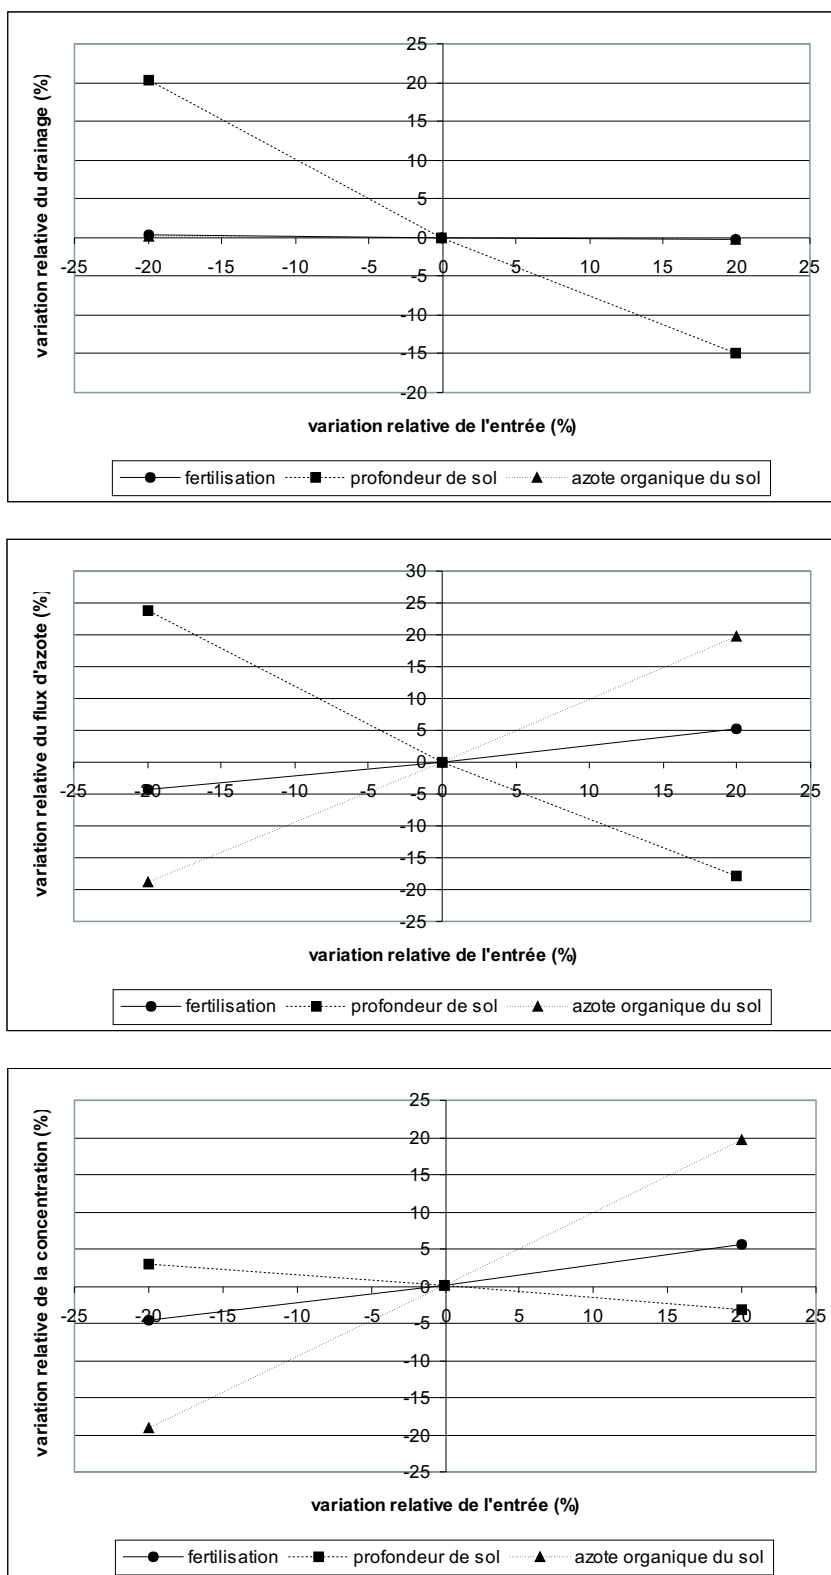 variation relative du drainage (%)
25
20
15
10
5
0
-25 -20 -15 -10 -5 0 5 10 15 20 25
-5
-10
-15
-20
variation relative de l'entrée (%)
fertilisation profondeur de sol azote organique du sol
variation relative du flux d'azote (%)
30
25
20
15
10
5
0
-25 -20 -15 -10 -5 0 5 10 15 20 25
-5
-10
-15
-20
-25
variation relative de l'entrée (%)
fertilisation profondeur de sol azote organique du sol
variation relative de la concentration (%)
25
20
15
10
5
0
-25 -20 -15 -10 -5 0 5 10 15 20 25
-5
-10
-15
-20
-25
variation relative de l'entrée (%)
fertilisation profondeur de sol azote organique du sol